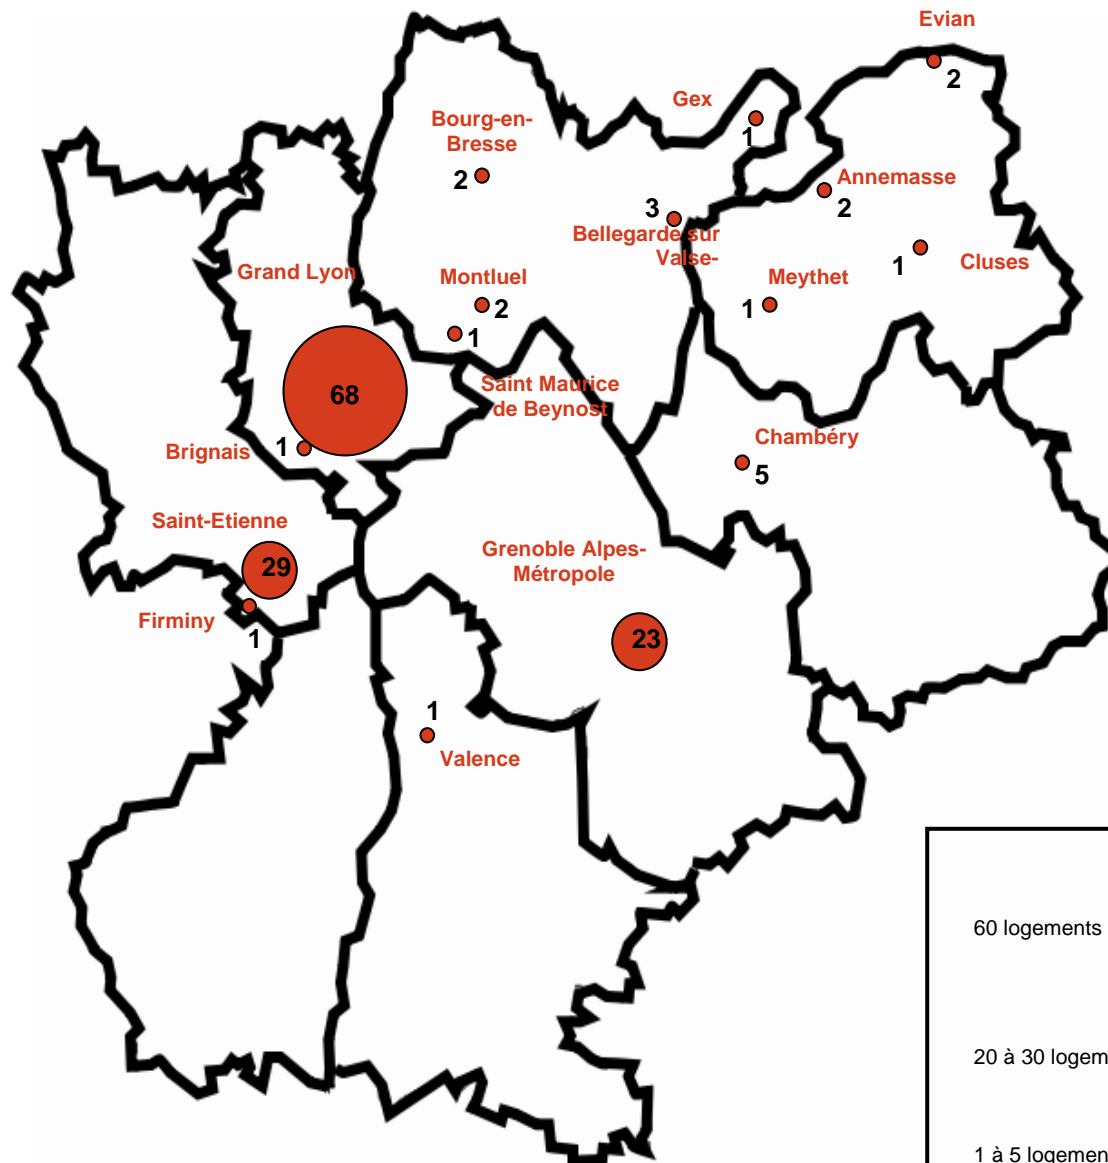 Evian
2
Gex
1
Bourg-en-
Bresse
2
Annemasse
2
3
Bellegarde sur
Valse-
1
Cluses
Grand Lyon
Montluel
2
1
Meythet
1
68
Saint Maurice
de Beynost
Brignais
1
Chambéry
5
Saint-Etienne
29
Grenoble Alpes-
Métropole
Firminy
1
23
1
Valence
60 logements
20 à 30 logem
1 à 5 logemen